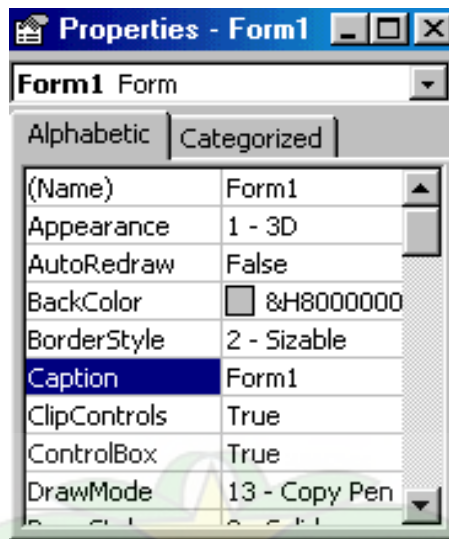 Properties - Form1
Form1 Form
Alphabetic Categorized
(Name) Form1
Appearance 1 - 3D
AutoRedraw False
BackColor &H8000000
BorderStyle 2 - Sizable
Caption Form1
ClipControls True
ControlBox True
DrawMode 13 - Copy Pen